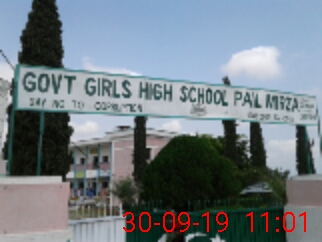 GOVT GIRLS HIGH SCHOOL PAIL MIRZA
SAY NO TO CORRUPTION
30-09-19 11:01